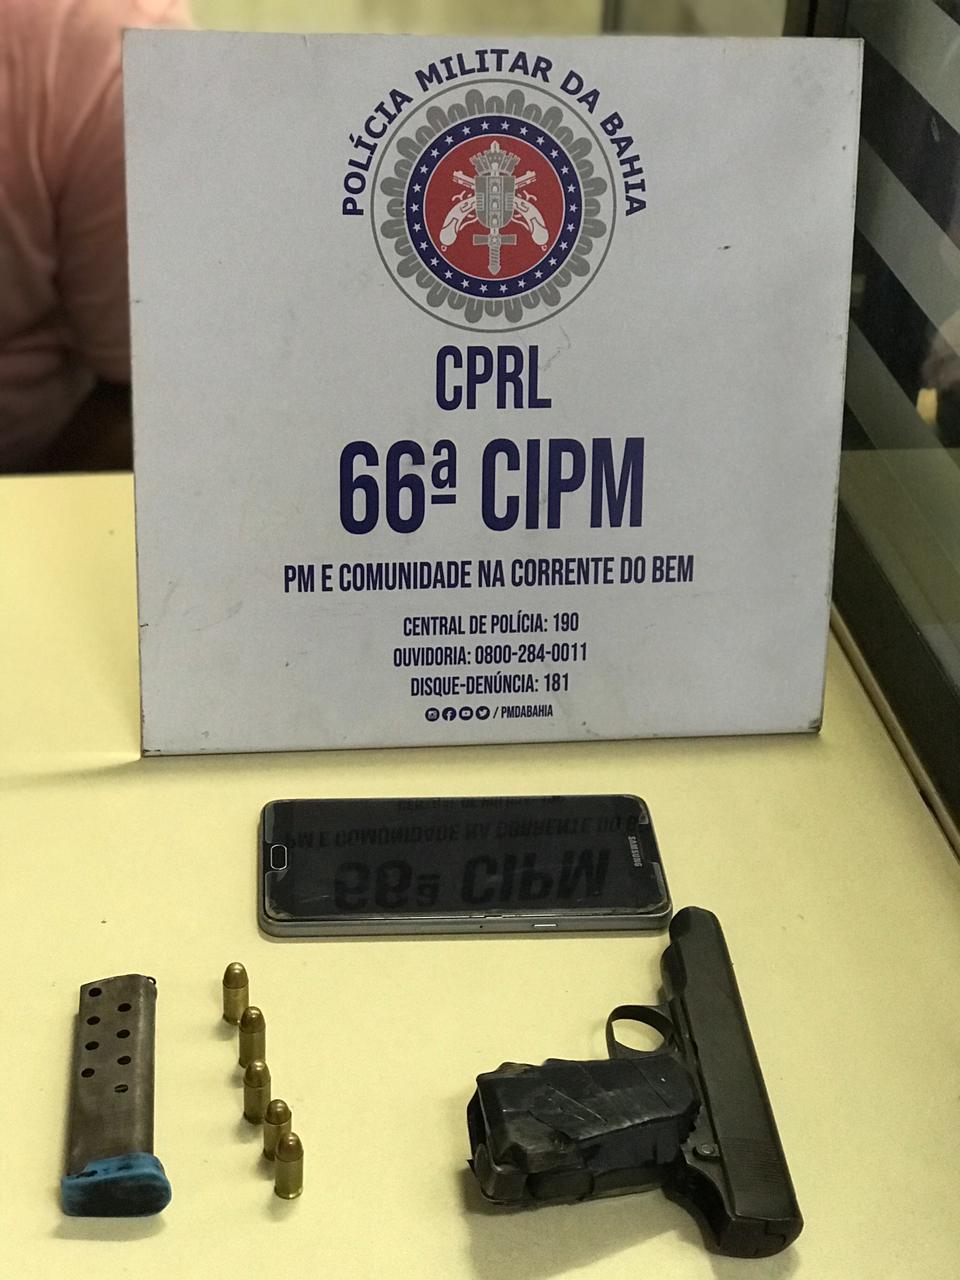 POLÍCIA MILITAR DA BAHIA
CPRL
66ª CIPM
PM E COMUNIDADE NA CORRENTE DO BEM
CENTRAL DE POLÍCIA: 190
OUVIDORIA: 0800-284-0011
DISQUE-DENÚNCIA: 181
/ PMDABAHIA
SAMSUNG